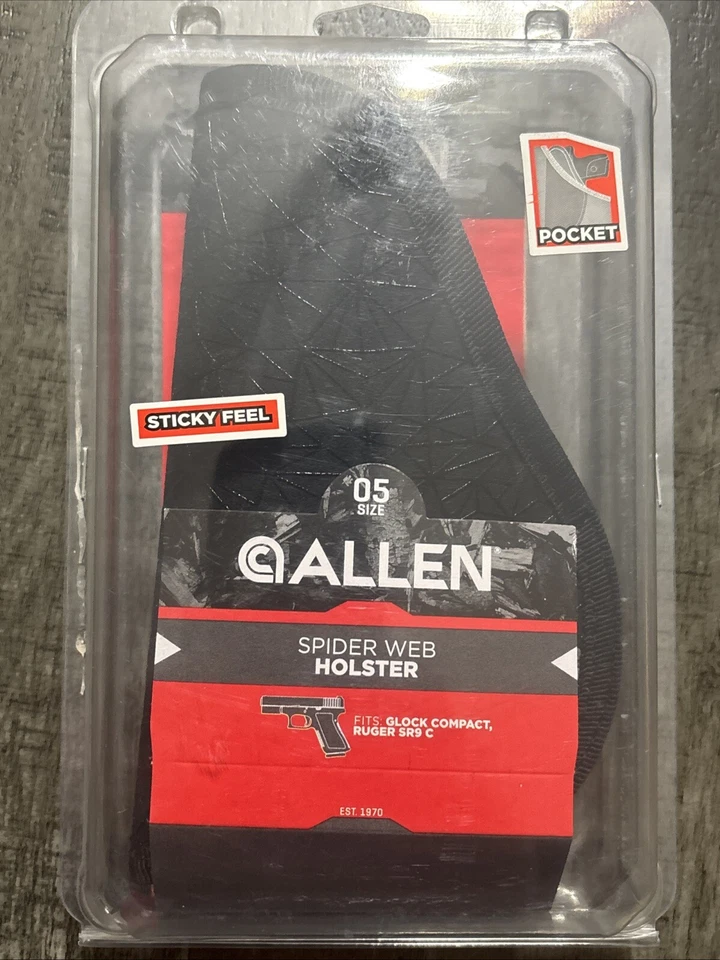 POCKET
STICKY FEEL
05
SIZE
ALLEN
SPIDER WEB
HOLSTER
FITS: GLOCK COMPACT,
RUGER SR9 C
EST. 1970